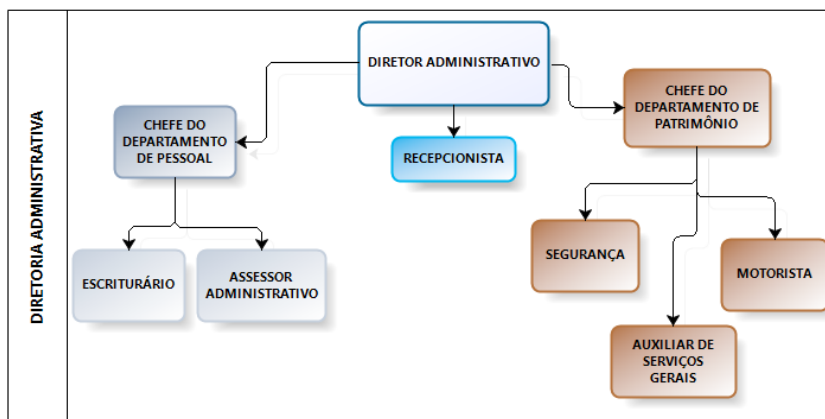 DIRETORIA ADMINISTRATIVA
DIRETOR ADMINISTRATIVO
CHEFE DO
DEPARTAMENTO
DE PESSOAL
RECEPCIONISTA
CHEFE DO
DEPARTAMENTO DE
PATRIMÔNIO
ESCRITURÁRIO
ASSESSOR
ADMINISTRATIVO
SEGURANÇA
MOTORISTA
AUXILIAR DE
SERVIÇOS
GERAIS